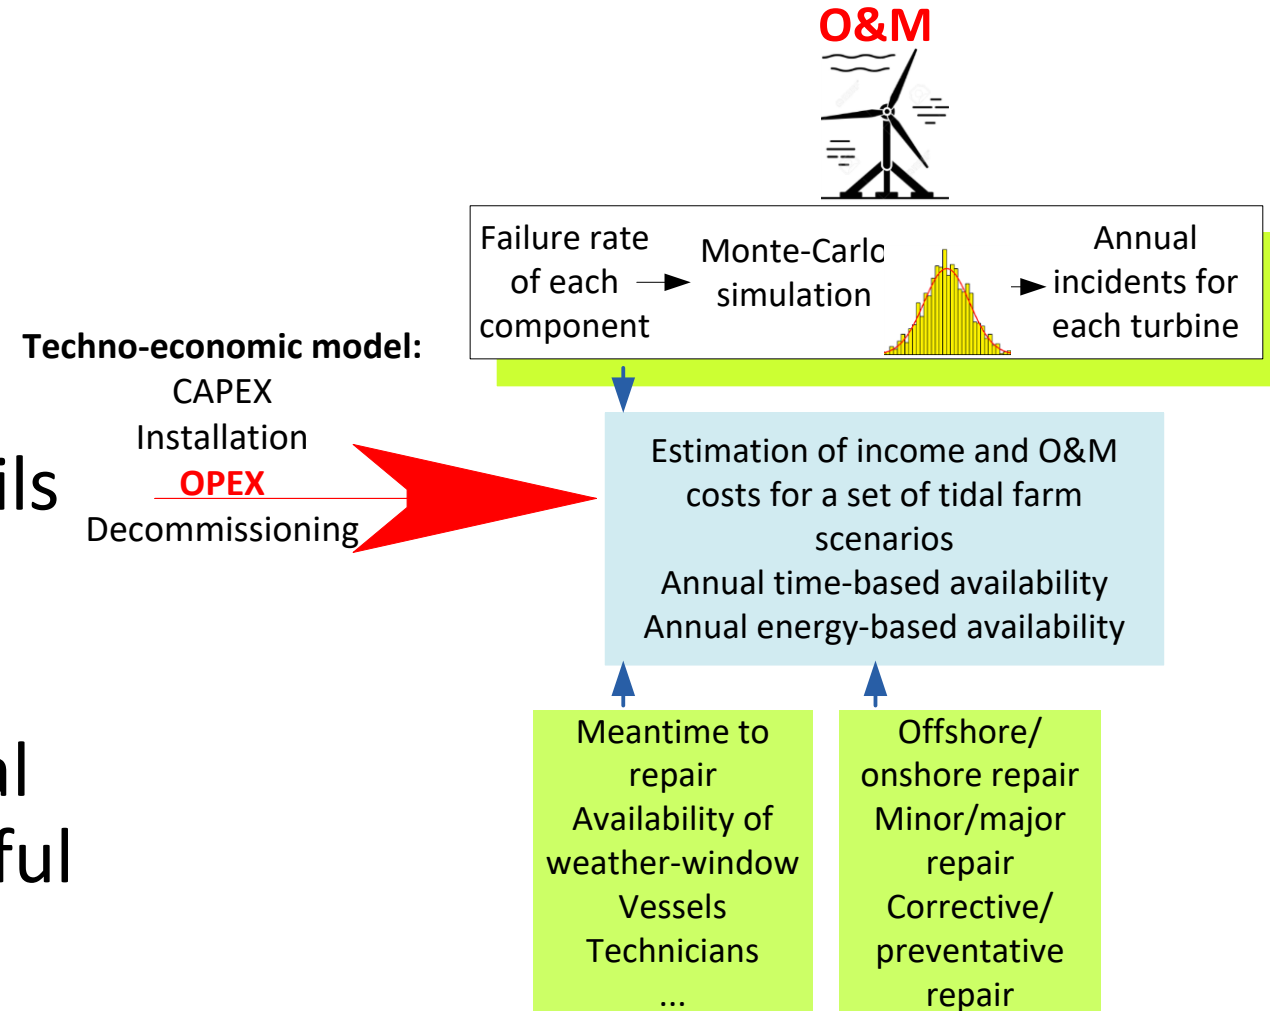 O&M
Failure rate
of each
component
Monte-Carlo
simulation
Annual
incidents for
each turbine
Techno-economic model:
CAPEX
Installation
OPEX
Decommissioning
ils
al
ful
Estimation of income and O&M
costs for a set of tidal farm
scenarios
Annual time-based availability
Annual energy-based availability
Meantime to
repair
Availability of
weather-window
Vessels
Technicians
...
Offshore/
onshore repair
Minor/major
repair
Corrective/
preventative
repair